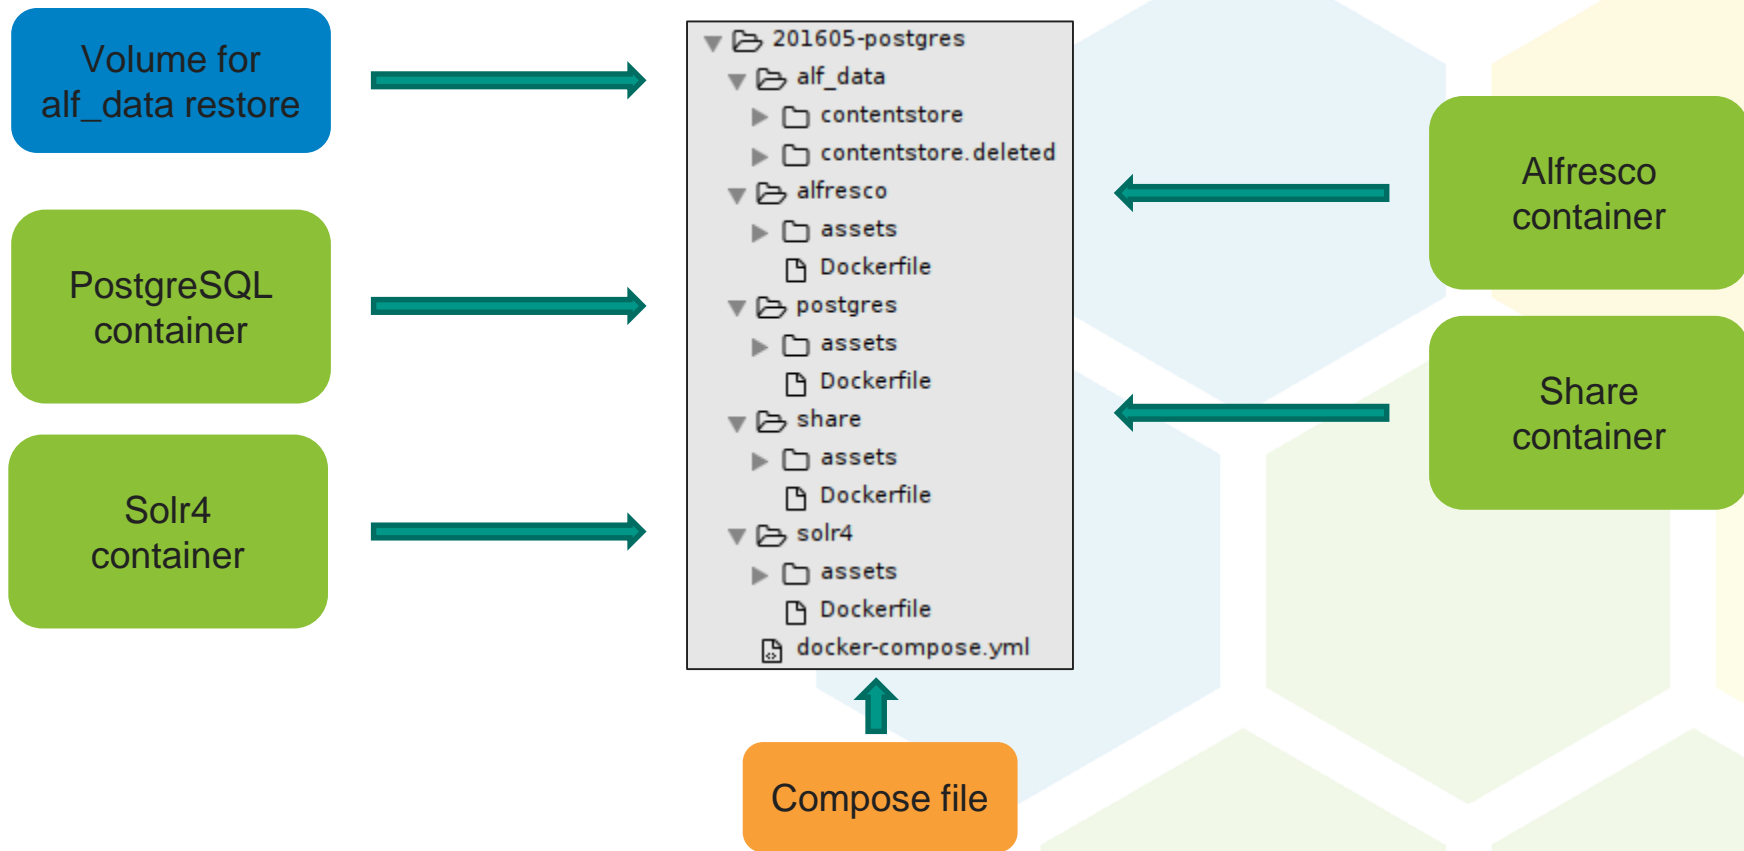 Volume for
alf_data restore
PostgreSQL
container
Solr4
container
201605-postgres
alf_data
contentstore
contentstore.deleted
alfresco
assets
Dockerfile
postgres
assets
Dockerfile
share
assets
Dockerfile
solr4
assets
Dockerfile
docker-compose.yml
Alfresco
container
Share
container
Compose file